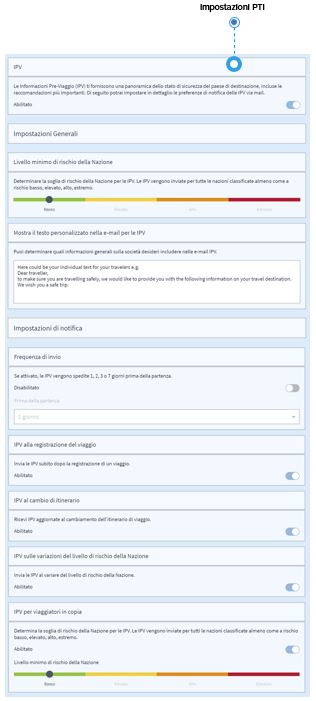 Impostazioni PTI
IPV
Le Informazioni Pre-Viaggio (IPV) ti forniscono una panoramica dello stato di sicurezza del paese di destinazione, incluse le
raccomandazioni più importanti. Di seguito potrai impostare in dettaglio le preferenze di notifica delle IPV via mail.
Abilitato
Impostazioni Generali
Livello minimo di rischio della Nazione
Determinare la soglia di rischio della Nazione per le IPV. Le IPV vengono inviate per tutte le nazioni classificate almeno come a
rischio basso, elevato, alto, estremo.
Basso Elevato Alto Estremo
Mostra il testo personalizzato nella e-mail per le IPV
Puoi determinare quali informazioni generali sulla società desideri includere nelle e-mail IPV.
Here could be your individual text for your travelers e.g.
Dear traveller,
to make sure you are travelling safely, we would like to provide you with the following information on your travel destination.
We wish you a safe trip.
Impostazioni di notifica
Frequenza di invio
Se attivato, le IPV vengono spedite 1, 2, 3 o 7 giorni prima della partenza.
Disabilitato
Prima della partenza
1 giorno
IPV alla registrazione del viaggio
Invia le IPV subito dopo la registrazione di un viaggio.
Abilitato
IPV al cambio di itinerario
Ricevi IPV aggiornate al cambiamento dell'itinerario di viaggio.
Abilitato
IPV sulle variazioni del livello di rischio della Nazione
Invia le IPV al variare del livello di rischio della Nazione.
Abilitato
IPV per viaggiatori in copia
Determina la soglia di rischio della Nazione per le IPV. Le IPV vengono inviate per tutti le nazioni classificate almeno come a rischio
basso, elevato, alto, estremo.
Abilitato
Livello minimo di rischio della Nazione
Basso Elevato Alto Estremo